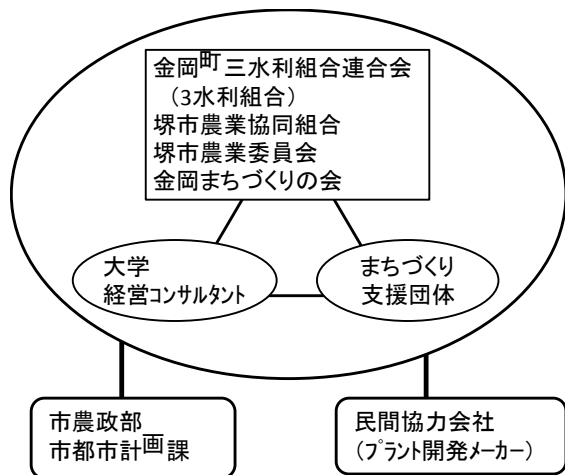 金岡町三水利組合連合会
（3水利組合）
堺市農業協同組合
堺市農業委員会
金岡まちづくりの会
大学
経営コンサルタント
まちづくり
支援団体
市農政部
市都市計画課
民間協力会社
(プラント開発メーカー)